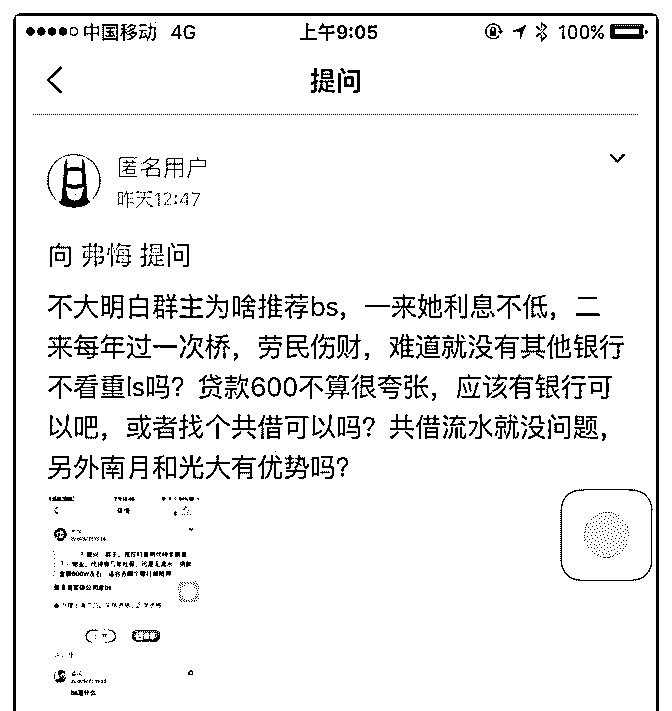 中国移动 4G 上午9:05 100%
提问
匿名用户
昨天12:47
向 弗悔 提问
不大明白群主为啥推荐bs，一来她利息不低，二
来每年过一次桥，劳民伤财，难道就没有其他银行
不看重ls吗？贷款600不算很夸张，应该有银行可
以吧，或者找个共借可以吗？共借流水就没问题，
另外南月和光大有优势吗？